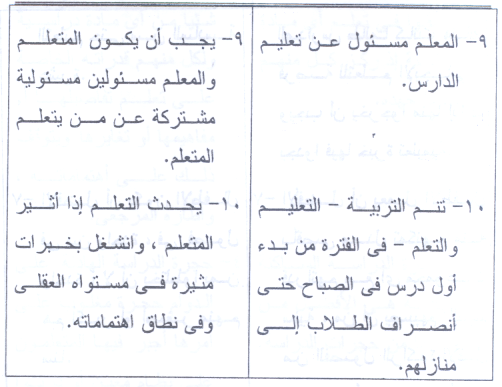 ٩- المعلم مسئول عن تعليم
الدارس.
٩- يجب أن يكون المتعلم
والمعلم مسئولين مسئولية
مشتركة عن من يتعلم
المتعلم.
١٠- تتم التربية – التعليم
والتعلم – فى الفترة من بدء
أول درس فى الصباح حتى
أنصراف الطلاب إلى
منازلهم.
١٠- يحدث التعلم إذا أثير
المتعلم ، وانشغل بخبرات
مثيرة فى مستواه العقلى
وفى نطاق اهتماماته.